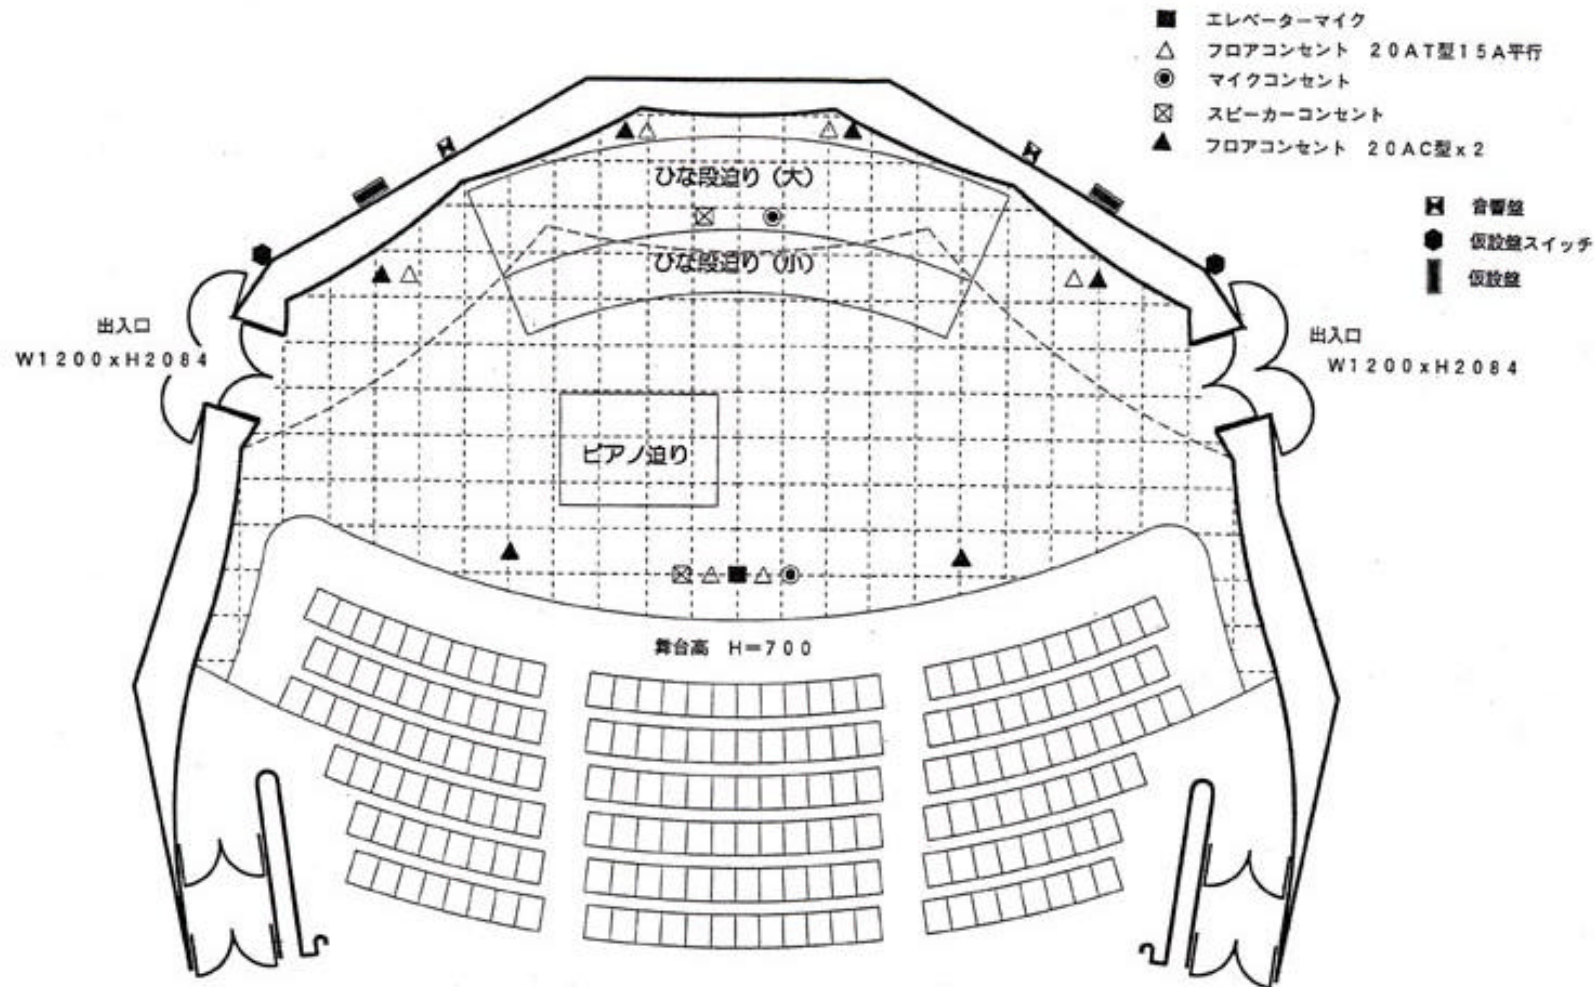 エレベーターマイク
フロアコンセント 20AT型15A平行
マイクコンセント
スピーカーコンセント
フロアコンセント 20AC型x2
音響盤
仮設盤スイッチ
仮設盤
ひな段迫り(大)
ひな段迫り(小)
出入口
W1200xH2084
出入口
W1200xH2084
ピアノ迫り
舞台高 H=700